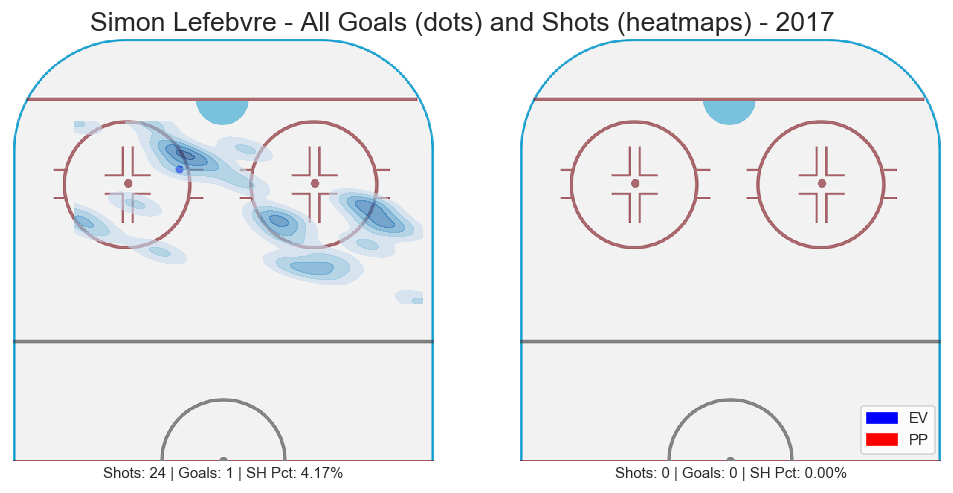 Simon Lefebvre - All Goals (dots) and Shots (heatmaps) - 2017
EV
PP
Shots: 24 | Goals: 1 | SH Pct: 4.17%
Shots: 0 | Goals: 0 | SH Pct: 0.00%